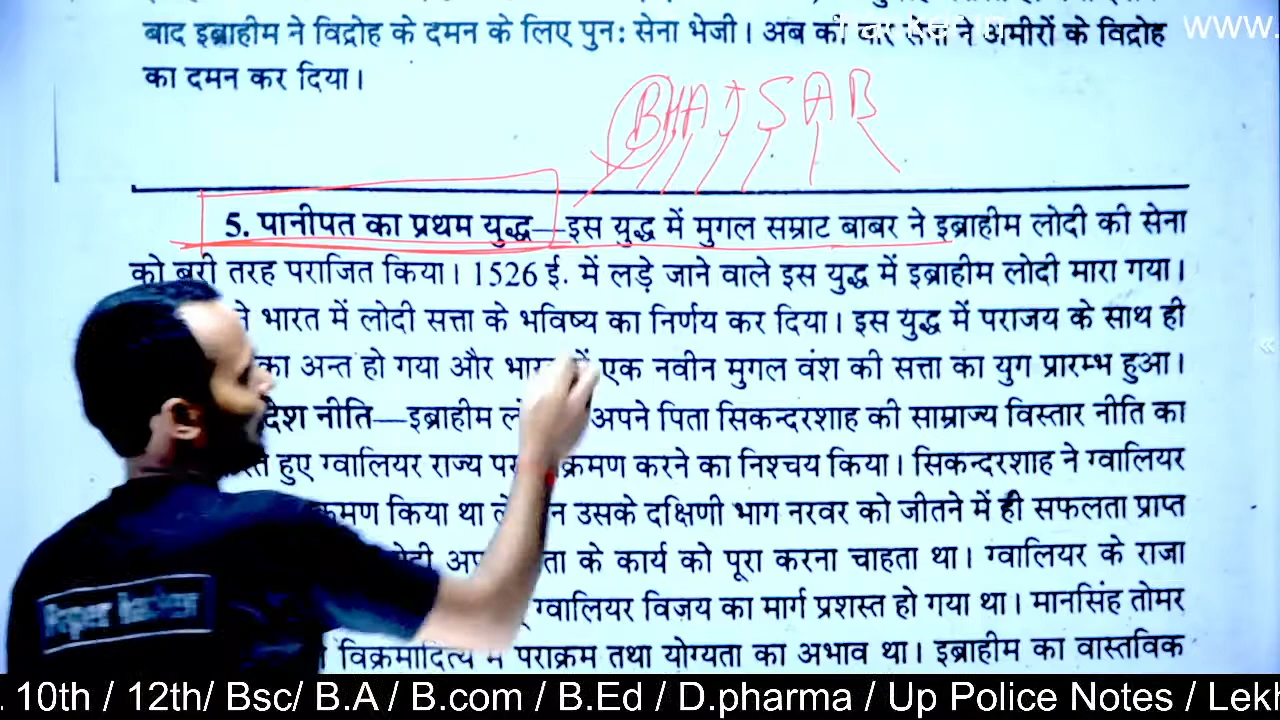 बाद इब्राहीम ने विद्रोह के दमन के लिए पुन: सेना भेजी। अब की बार सेना ने अमीरों के विद्रोह
www.
का दमन कर दिया।
BHAJSAB
5. पानीपत का प्रथम युद्ध—इस युद्ध में मुगल सम्राट बाबर ने इब्राहीम लोदी की सेना
को बुरी तरह पराजित किया। 1526 ई. में लड़े जाने वाले इस युद्ध में इब्राहीम लोदी मारा गया।
ने भारत में लोदी सत्ता के भविष्य का निर्णय कर दिया। इस युद्ध में पराजय के साथ ही
का अन्त हो गया और भारत में एक नवीन मुगल वंश की सत्ता का युग प्रारम्भ हुआ।
देश नीति—इब्राहीम अपने पिता सिकन्दरशाह की साम्राज्य विस्तार नीति का
हुए ग्वालियर राज्य पर करने का निश्चय किया। सिकन्दरशाह ने ग्वालियर
किया था उसके दक्षिणी भाग नरवर को जीतने में ही सफलता प्राप्त
के कार्य को पूरा करना चाहता था। ग्वालियर के राजा
ग्वालियर विजय का मार्ग प्रशस्त हो गया था। मानसिंह तोमर
विक्रमादित्य में पराक्रम तथा योग्यता का अभाव था। इब्राहीम का वास्तविक
10th / 12th/ Bsc/ B.A / B.com / B.Ed / D.pharma / Up Police Notes / Lekh